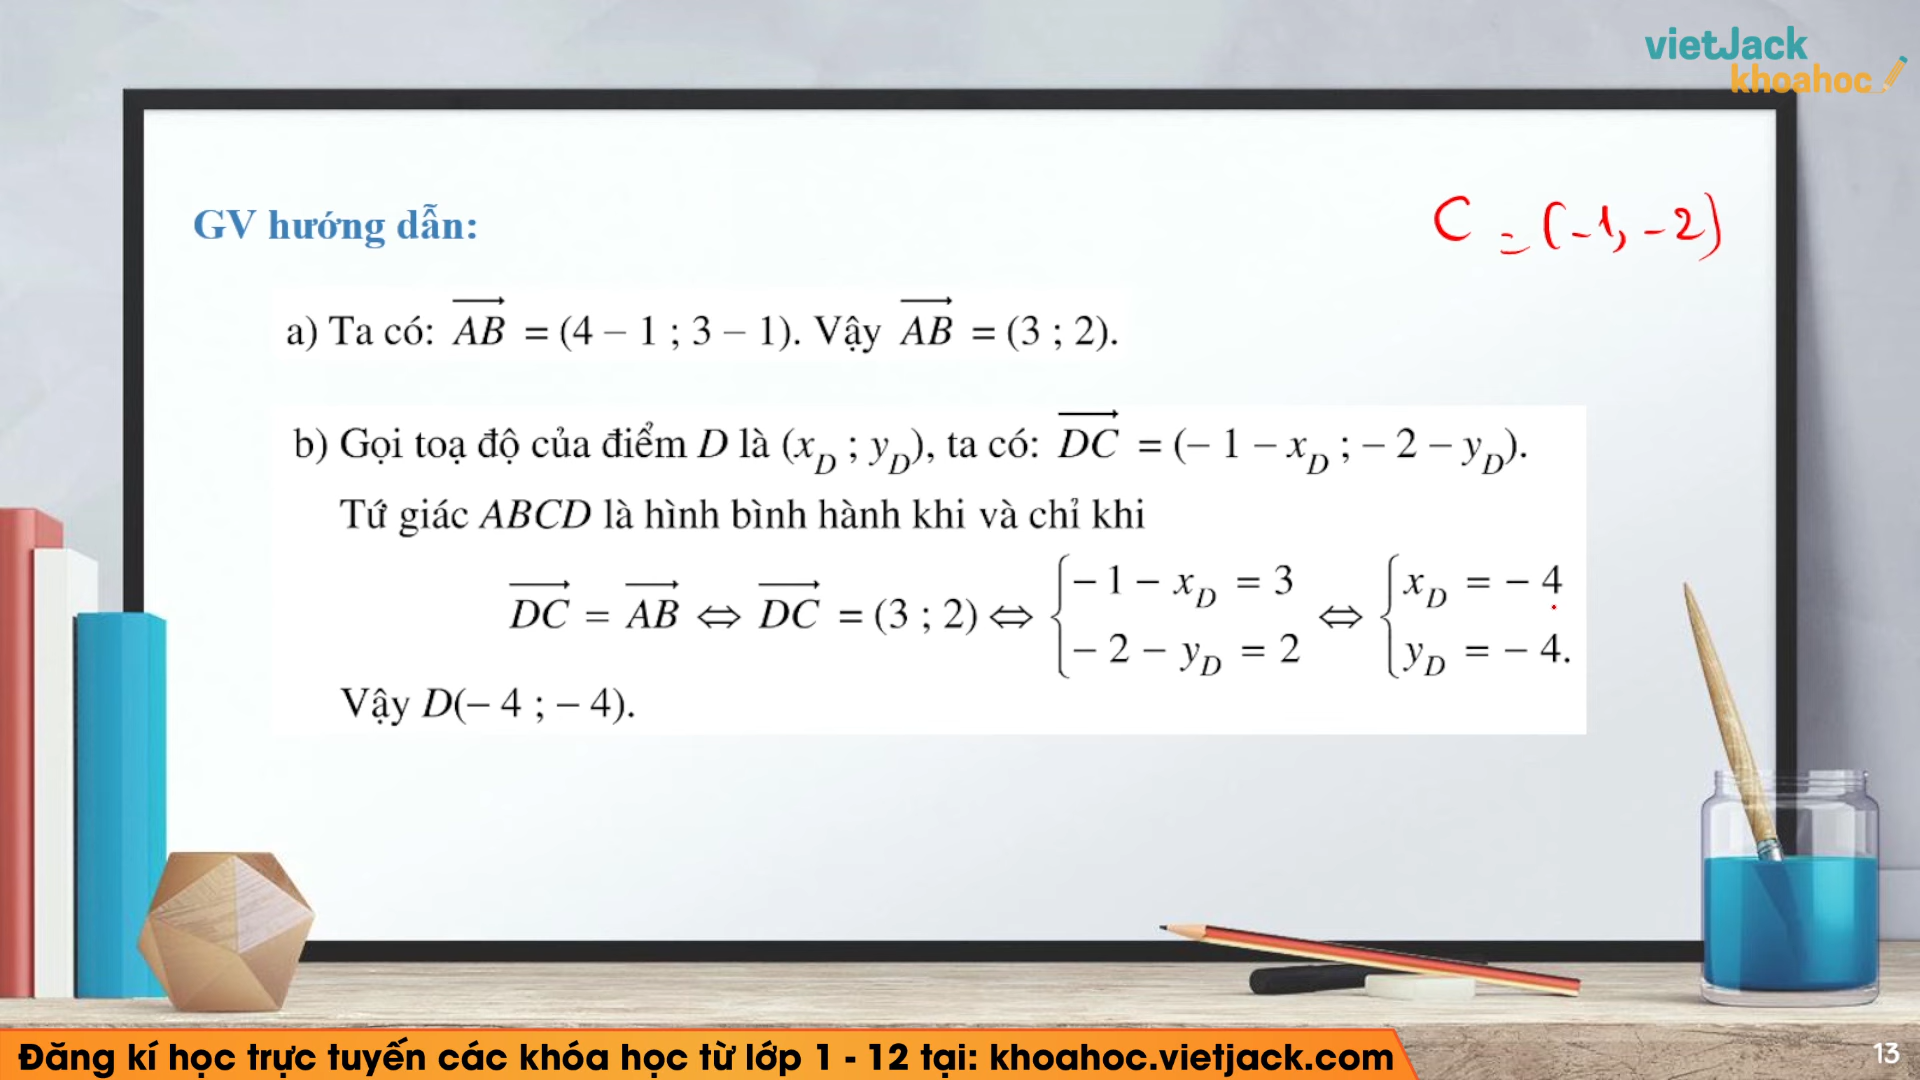 vietJack
khoahoc
GV hướng dẫn:
C = (-1, -2)
a) Ta có: AB = (4 – 1 ; 3 – 1). Vậy AB = (3 ; 2).
b) Gọi toạ độ của điểm D là (x_D ; y_D), ta có: DC = (– 1 – x_D ; – 2 – y_D).
Tứ giác ABCD là hình bình hành khi và chỉ khi
DC = AB ⇔ DC = (3 ; 2) ⇔ { – 1 – x_D = 3 ⇔ { x_D = – 4
– 2 – y_D = 2 y_D = – 4.
Vậy D(– 4 ; – 4).
Đăng kí học trực tuyến các khóa học từ lớp 1 - 12 tại: khoahoc.vietjack.com
13